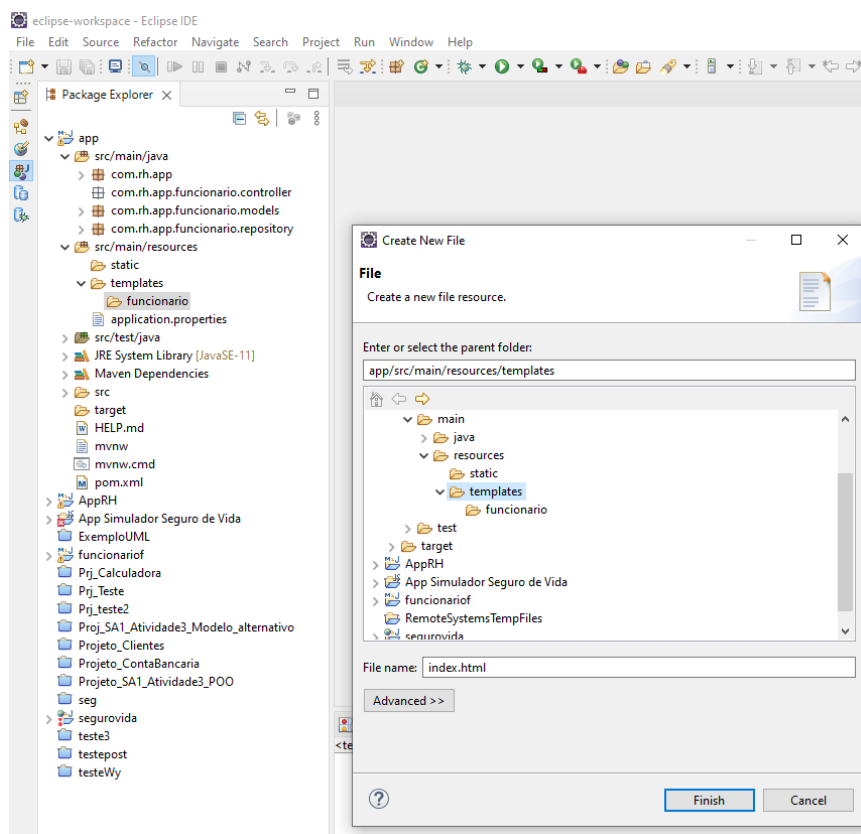 eclipse-workspace - Eclipse IDE
File Edit Source Refactor Navigate Search Project Run Window Help
Package Explorer
app
src/main/java
com.rh.app
com.rh.app.funcionario.controller
com.rh.app.funcionario.models
com.rh.app.funcionario.repository
src/main/resources
static
templates
funcionario
application.properties
src/test/java
JRE System Library [JavaSE-11]
Maven Dependencies
src
target
HELP.md
mvnw
mvnw.cmd
pom.xml
AppRH
App Simulador Seguro de Vida
ExemploUML
funcionariof
Prj_Calculadora
Prj_Teste
Prj_teste2
Proj_SA1_Atividade3_Modelo_alternativo
Projeto_Clientes
Projeto_ContaBancaria
Projeto_SA1_Atividade3_POO
seg
segurovida
teste3
testepost
testeWy
Create New File
File
Create a new file resource.
Enter or select the parent folder:
app/src/main/resources/templates
main
java
resources
static
templates
funcionario
test
target
AppRH
App Simulador Seguro de Vida
funcionariof
RemoteSystemsTempFiles
segurovida
File name: index.html
Advanced >>
<te
Finish Cancel